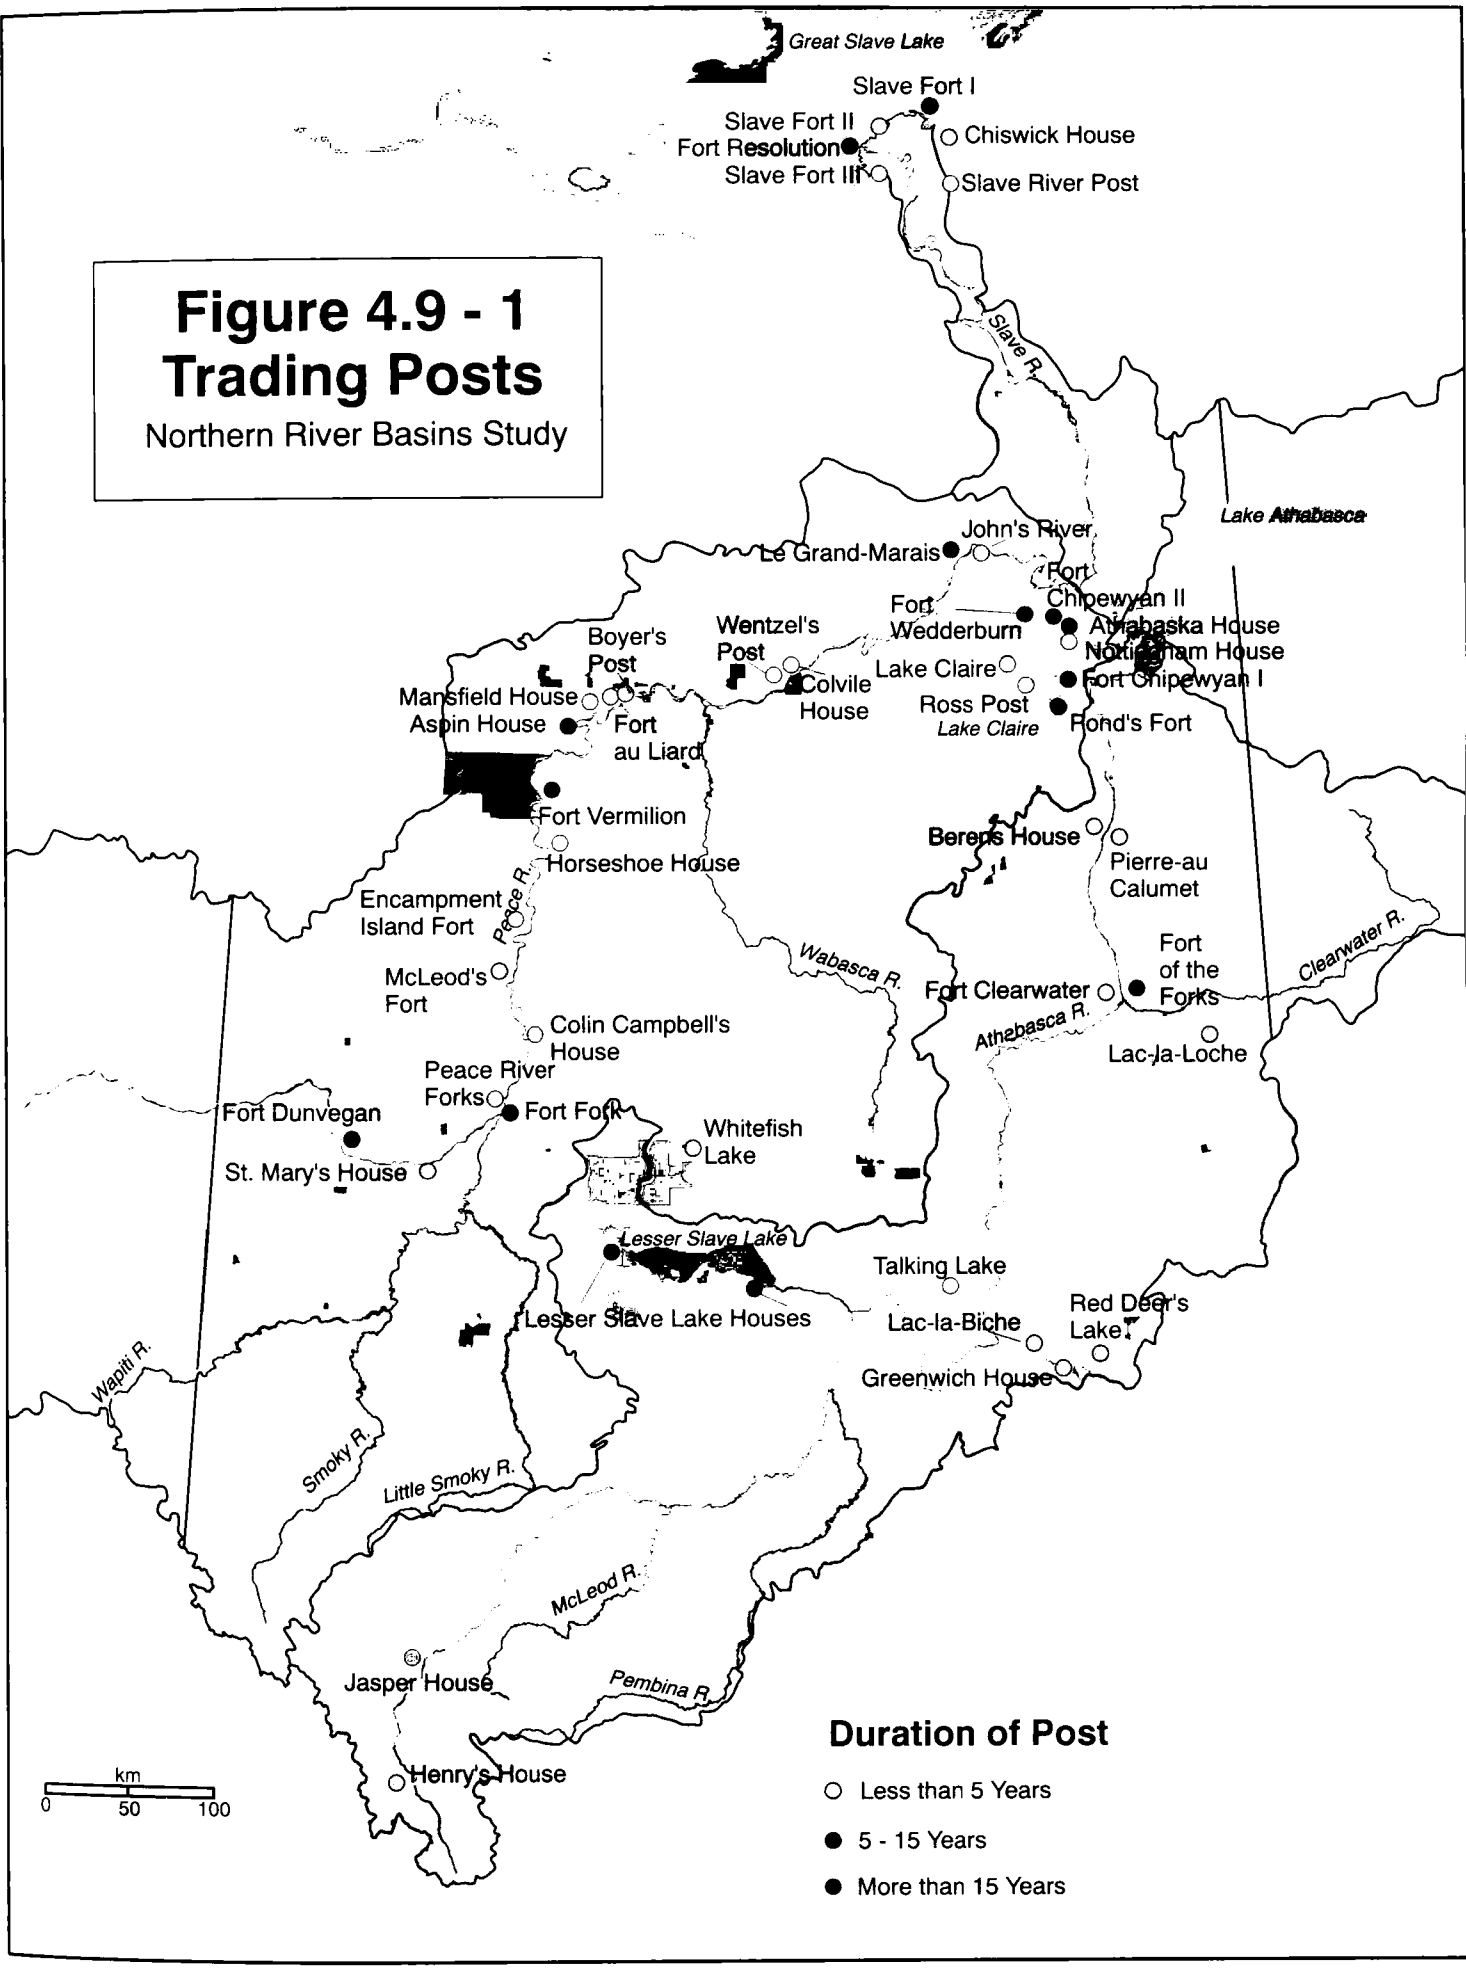 Great Slave Lake
Slave Fort I
Slave Fort II
Chiswick House
Fort Resolution
Slave Fort III
Slave River Post
Figure 4.9 - 1
Trading Posts
Northern River Basins Study
Slave R.
Lake Athabasca
John's River
Le Grand-Marais
Fort
Chipewyan II
Fort
Wedderburn
Athabaska House
Nottingham House
Wentzel's
Post
Boyer's
Post
Lake Claire
Fort Chipewyan I
Colvile
House
Mansfield House
Ross Post
Aspin House
Fort
au Liard
Lake Claire
Pond's Fort
Fort Vermilion
Berens House
Horseshoe House
Pierre-au
Calumet
Peace R.
Encampment
Island Fort
Clearwater R.
Fort
of the
Forks
Wabasca R.
McLeod's
Fort
Fort Clearwater
Athabasca R.
Colin Campbell's
House
Lac-la-Loche
Peace River
Forks
Fort Dunvegan
Fort Fork
Whitefish
Lake
St. Mary's House
Lesser Slave Lake
Talking Lake
Lesser Slave Lake Houses
Red Deer's
Lake
Lac-la-Biche
Greenwich House
Wapiti R.
Smoky R.
Little Smoky R.
McLeod R.
Jasper House
Pembina R.
Henry's House
km
0 50 100
Duration of Post
Less than 5 Years
5 - 15 Years
More than 15 Years